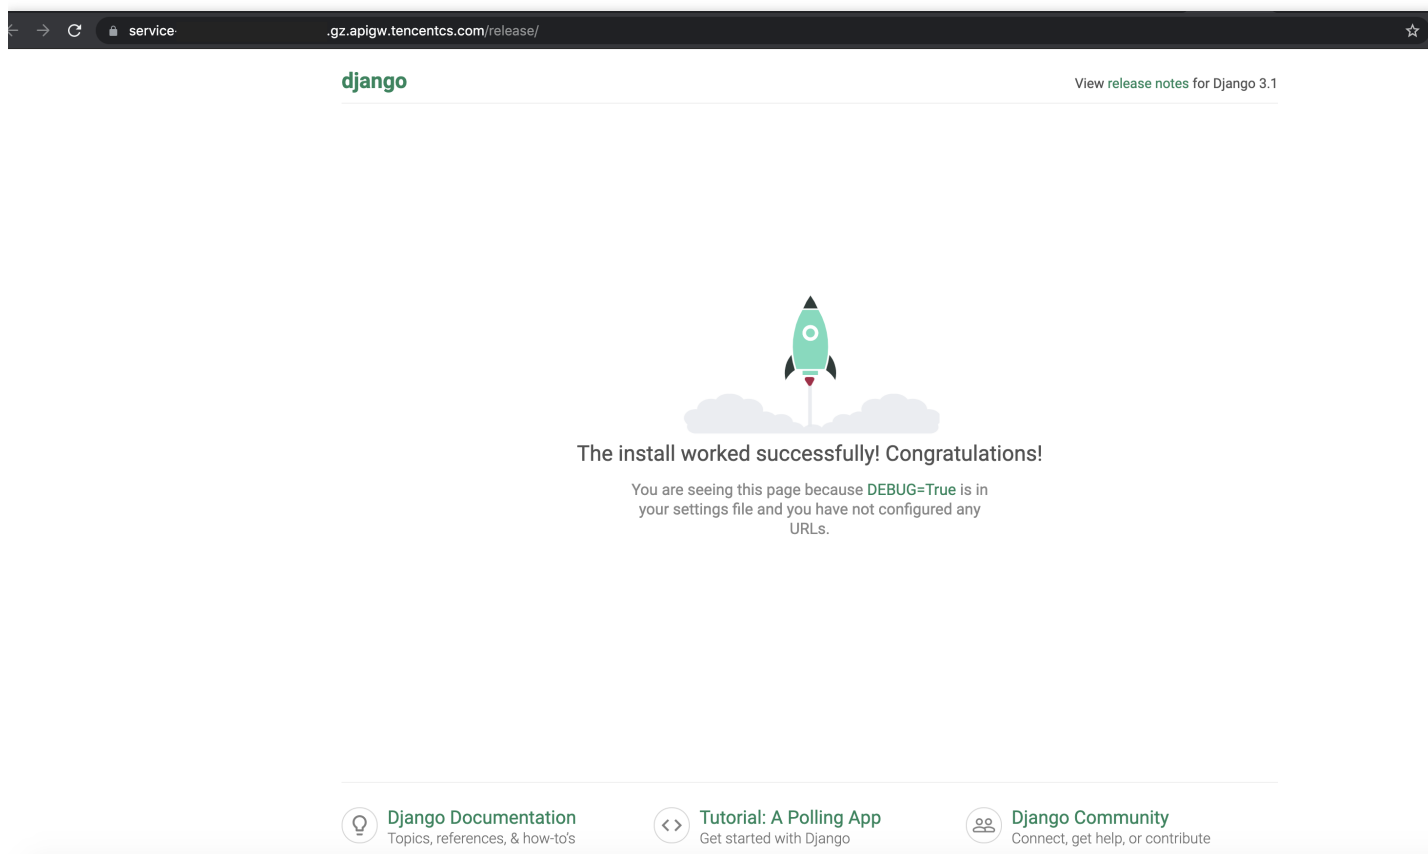 service- .gz.apigw.tencentcs.com/release/
django
View release notes for Django 3.1
The install worked successfully! Congratulations!
You are seeing this page because DEBUG=True is in
your settings file and you have not configured any
URLs.
Django Documentation
Topics, references, & how-to's
Tutorial: A Polling App
Get started with Django
Django Community
Connect, get help, or contribute